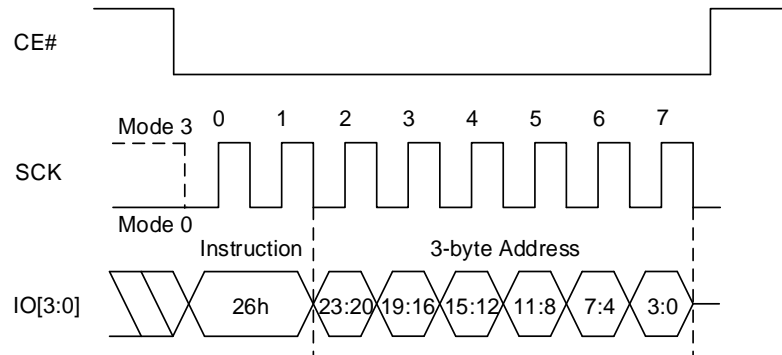 CE#
Mode 3 0 1 2 3 4 5 6 7
SCK
Mode 0
Instruction 3-byte Address
IO[3:0] 26h 23:20 19:16 15:12 11:8 7:4 3:0